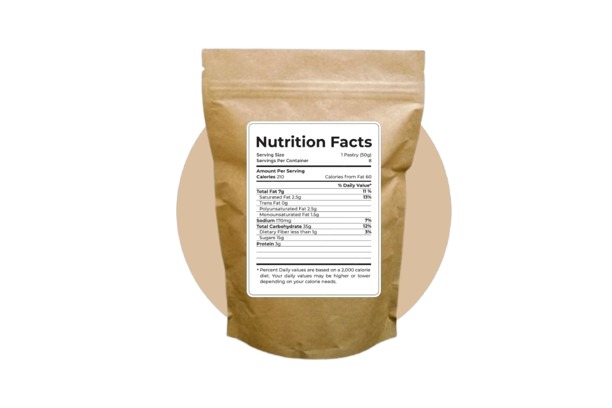 Nutrition Facts
Serving Size 1 Pastry (50g)
Servings Per Container 8
Amount Per Serving
Calories 210 Calories from Fat 60
% Daily Value*
Total Fat 7g 11 %
Saturated Fat 2.5g 13%
Trans Fat 0g
Polyunsaturated Fat 2.5g
Monounsaturated Fat 1.5g
Sodium 170mg 7%
Total Carbohydrate 35g 12%
Dietary Fiber less than 1g 3%
Sugars 15g
Protein 3g
* Percent Daily values are based on a 2,000 calorie
diet. Your daily values may be higher or lower
depending on your calorie needs.